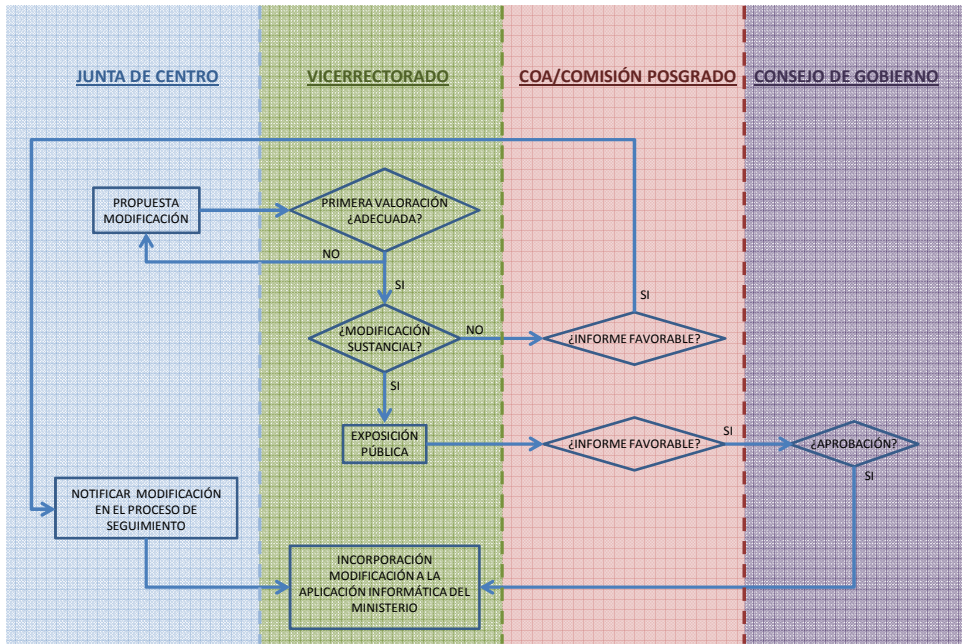 JUNTA DE CENTRO
VICERRECTORADO
COA/COMISIÓN POSGRADO
CONSEJO DE GOBIERNO
PROPUESTA
MODIFICACIÓN
PRIMERA VALORACIÓN
¿ADECUADA?
NO
SI
SI
¿MODIFICACIÓN
SUSTANCIAL?
NO
¿INFORME FAVORABLE?
SI
EXPOSICIÓN
PÚBLICA
¿INFORME FAVORABLE?
SI
¿APROBACIÓN?
SI
NOTIFICAR MODIFICACIÓN
EN EL PROCESO DE
SEGUIMIENTO
INCORPORACIÓN
MODIFICACIÓN A LA
APLICACIÓN INFORMÁTICA DEL
MINISTERIO